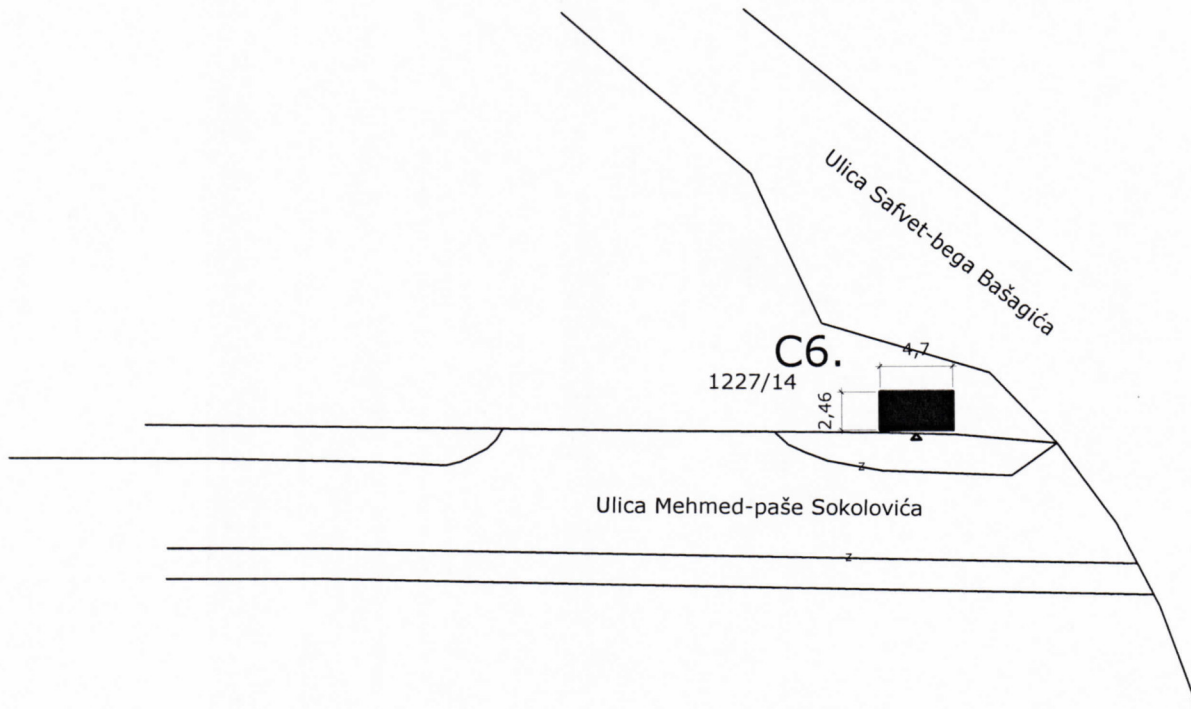 Ulica Safvet-bega Bašagića
C6.
4,7
1227/14
2,46
z
Ulica Mehmed-paše Sokolovića
z